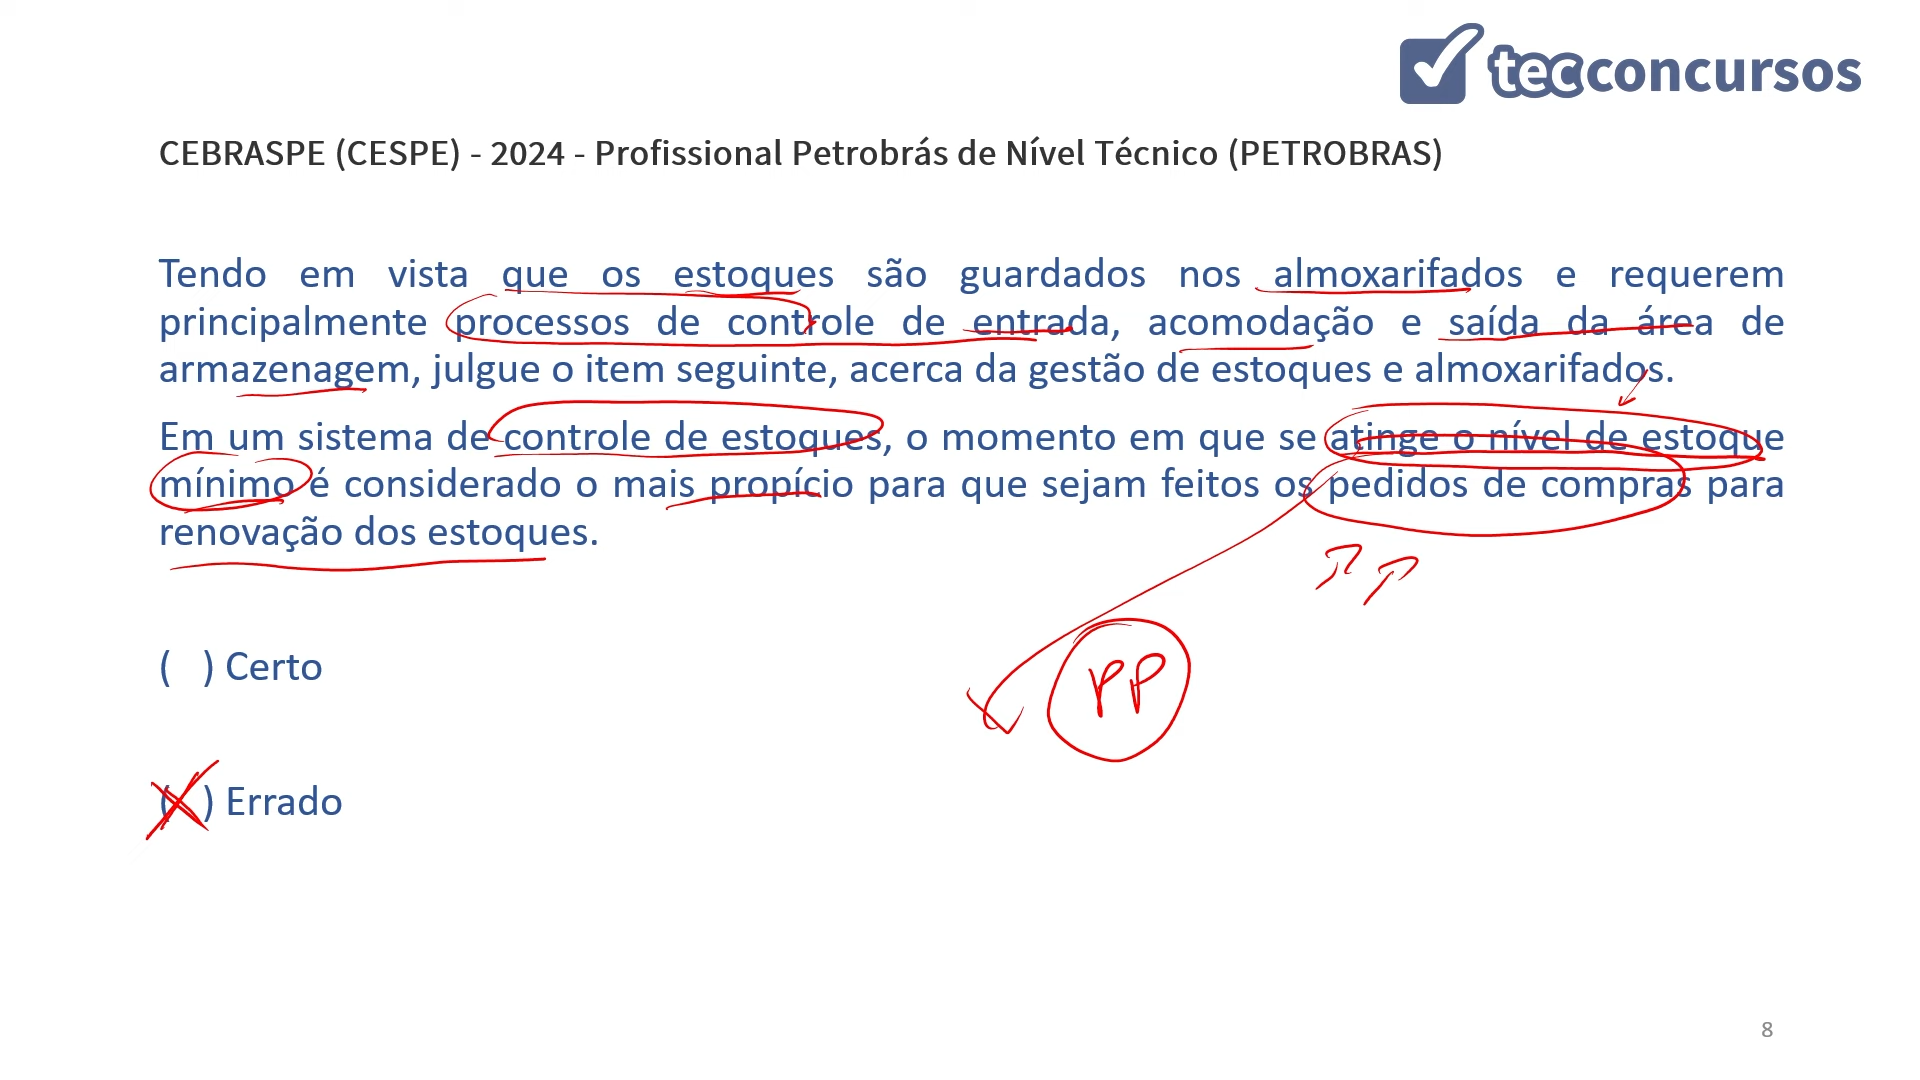 tecconcursos
CEBRASPE (CESPE) - 2024 - Profissional Petrobrás de Nível Técnico (PETROBRAS)
Tendo em vista que os estoques são guardados nos almoxarifados e requerem
principalmente processos de controle de entrada, acomodação e saída da área de
armazenagem, julgue o item seguinte, acerca da gestão de estoques e almoxarifados.
Em um sistema de controle de estoques, o momento em que se atinge o nível de estoque
mínimo é considerado o mais propício para que sejam feitos os pedidos de compras para
renovação dos estoques.
PP
PP
( ) Certo
( ) Errado
8